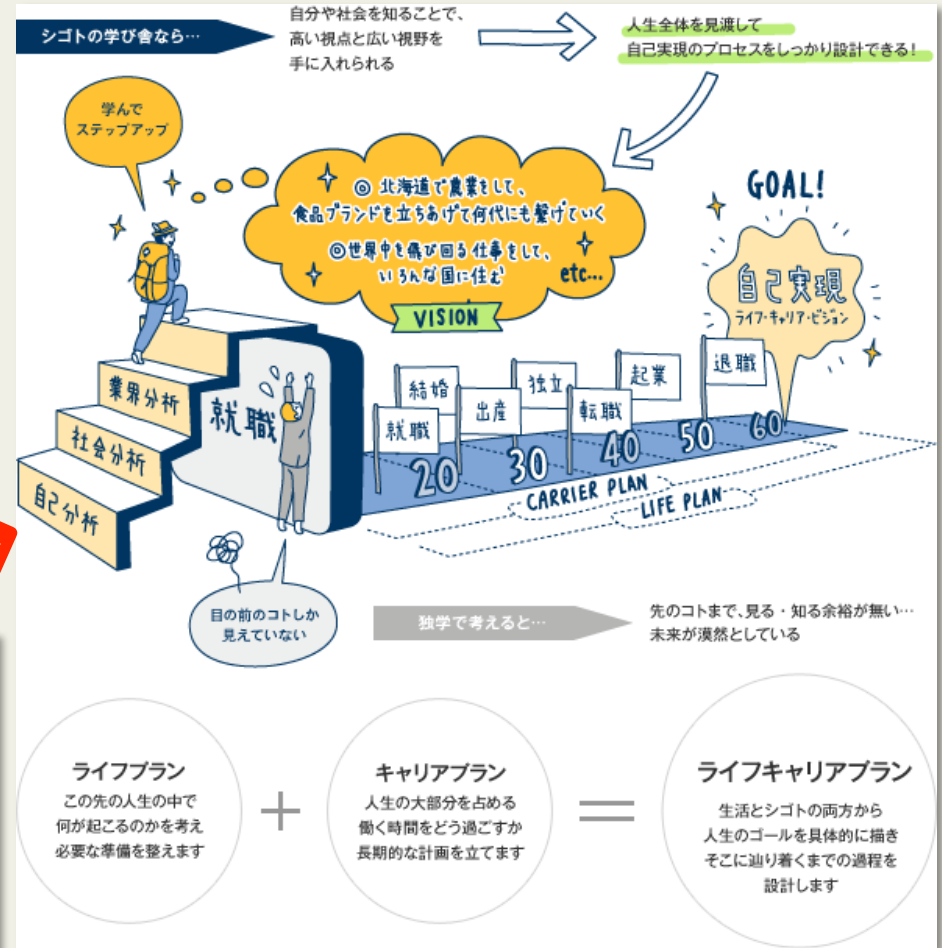 シゴトの学び舎なら…
自分や社会を知ることで、
高い視点と広い視野を
手に入れられる
人生全体を見渡して
自己実現のプロセスをしっかり設計できる！
学んで
ステップアップ
◎ 北海道で農業をして、
食品ブランドを立ちあげて何代にも繋げていく
◎世界中を飛び回る仕事をして、
いろんな国に住む
etc...
VISION
GOAL!
自己実現
ライフ・キャリア・ビジョン
業界分析
社会分析
自己分析
就職
就職
結婚
出産
独立
転職
起業
退職
20
30
40
50
60
CARRIER PLAN
LIFE PLAN
目の前のコトしか
見えていない
独学で考えると…
先のコトまで、見る・知る余裕が無い…
未来が漠然としている
ライフプラン
この先の人生の中で
何が起こるのかを考え
必要な準備を整えます
＋
キャリアプラン
人生の大部分を占める
働く時間をどう過ごすか
長期的な計画を立てます
＝
ライフキャリアプラン
生活とシゴトの両方から
人生のゴールを具体的に描き
そこに辿り着くまでの過程を
設計します